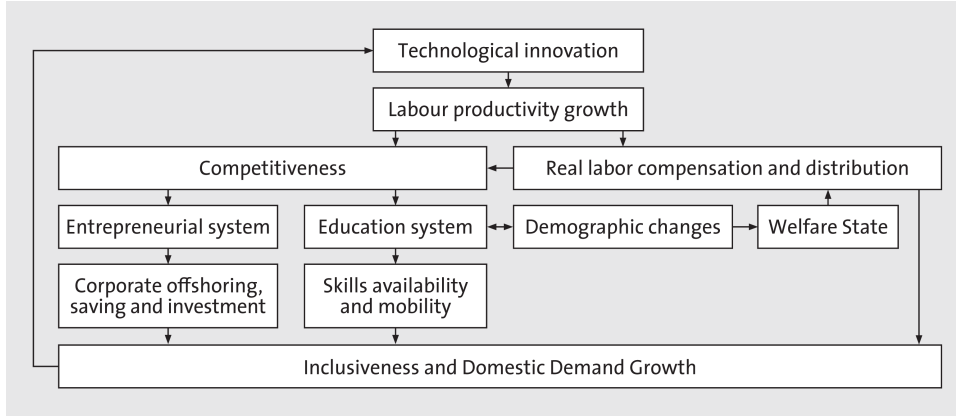 Technological innovation
Labour productivity growth
Competitiveness
Real labor compensation and distribution
Entrepreneurial system
Education system
Demographic changes
Welfare State
Corporate offshoring,
saving and investment
Skills availability
and mobility
Inclusiveness and Domestic Demand Growth